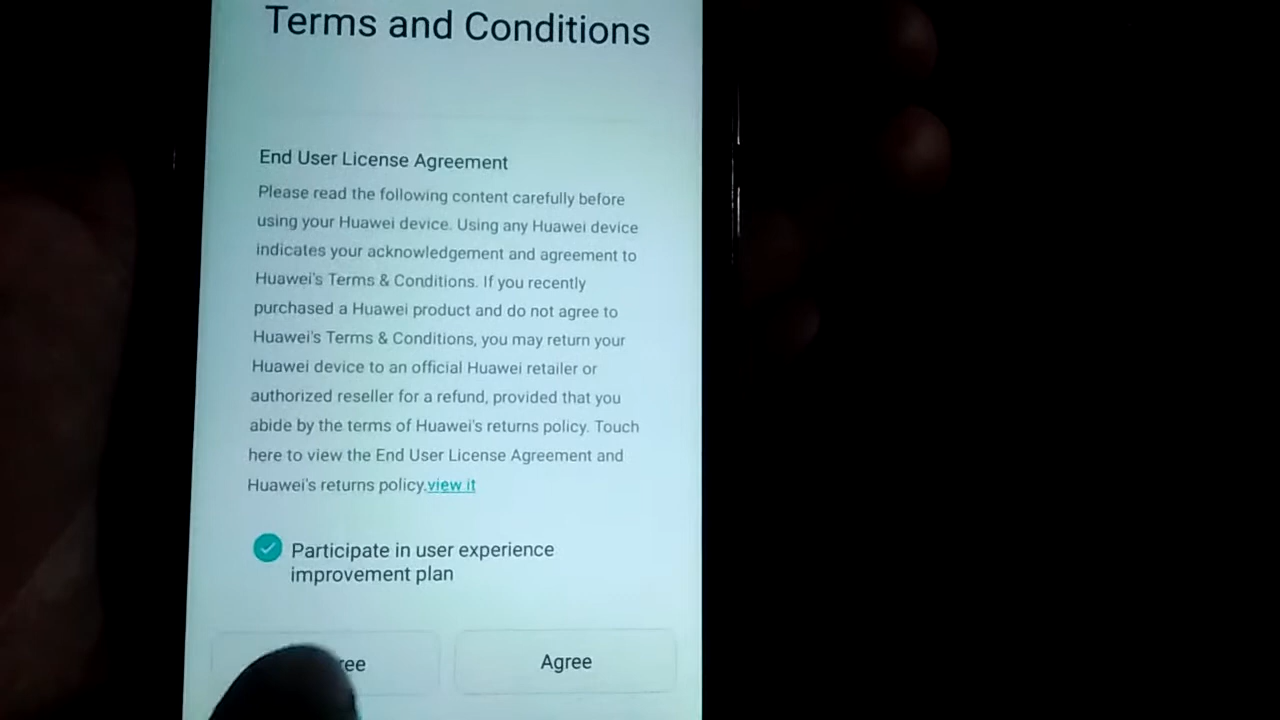 Terms and Conditions
End User License Agreement
Please read the following content carefully before
using your Huawei device. Using any Huawei device
indicates your acknowledgement and agreement to
Huawei's Terms & Conditions. If you recently
purchased a Huawei product and do not agree to
Huawei's Terms & Conditions, you may return your
Huawei device to an official Huawei retailer or
authorized reseller for a refund, provided that you
abide by the terms of Huawei's returns policy. Touch
here to view the End User License Agreement and
Huawei's returns policy.view it
Participate in user experience
improvement plan
Agree